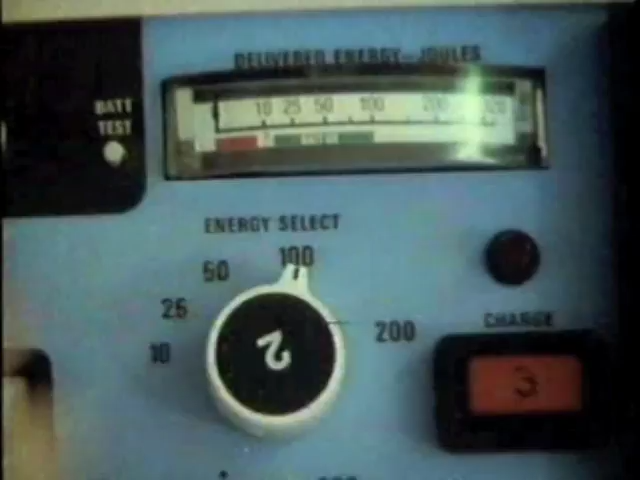 DELIVERED ENERGY—JOULES
10 25 50 100 200 320
BATT
TEST
ENERGY SELECT
100
50
25
10
200
2
CHARGE
3